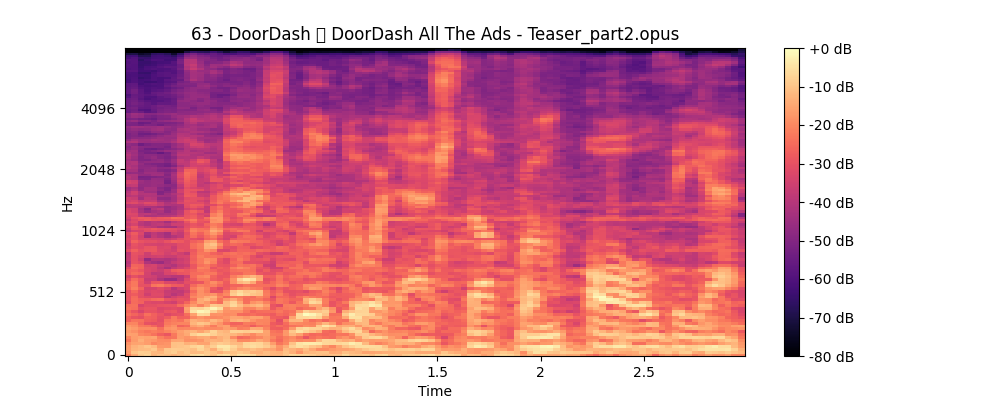 63 - DoorDash ▯ DoorDash All The Ads - Teaser_part2.opus
Hz
4096
2048
1024
512
0
0 0.5 1 1.5 2 2.5
Time
+0 dB
-10 dB
-20 dB
-30 dB
-40 dB
-50 dB
-60 dB
-70 dB
-80 dB